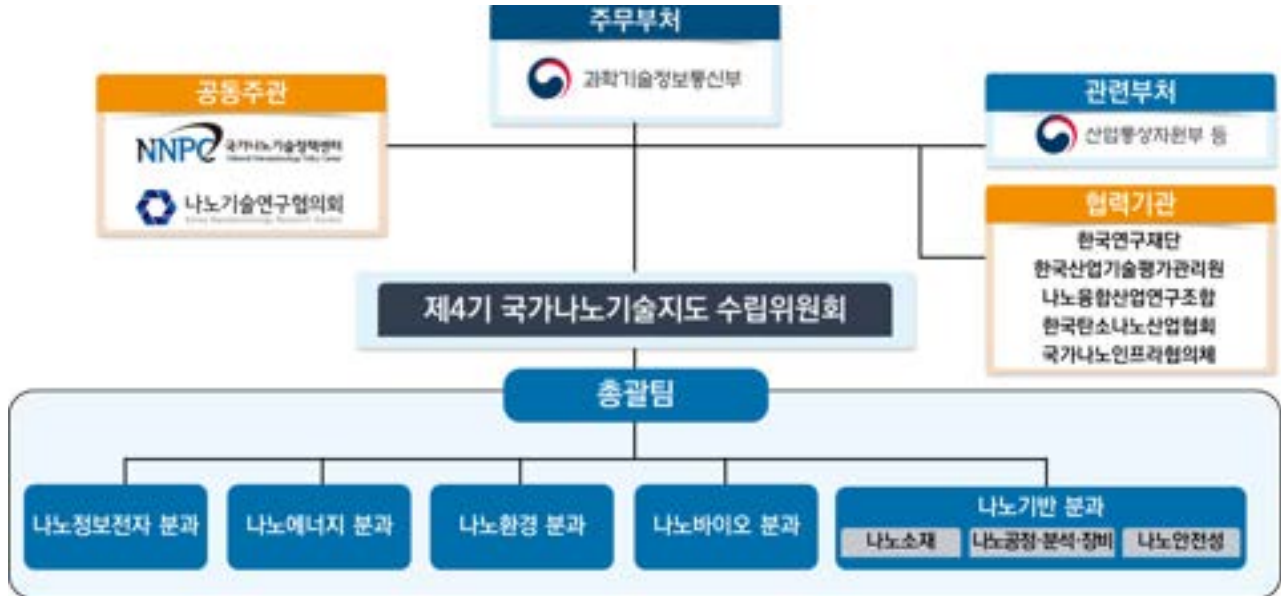 주무부처
과학기술정보통신부
공동주관
NNPC 국가나노기술정책센터
나노기술연구협의회
관련부처
산업통상자원부 등
협력기관
한국연구재단
한국산업기술평가관리원
나노융합산업연구조합
한국탄소나노산업협회
국가나노인프라협의체
제4기 국가나노기술지도 수립위원회
총괄팀
나노정보전자 분과
나노에너지 분과
나노환경 분과
나노바이오 분과
나노기반 분과
나노소재
나노공정·분석·장비
나노안전성